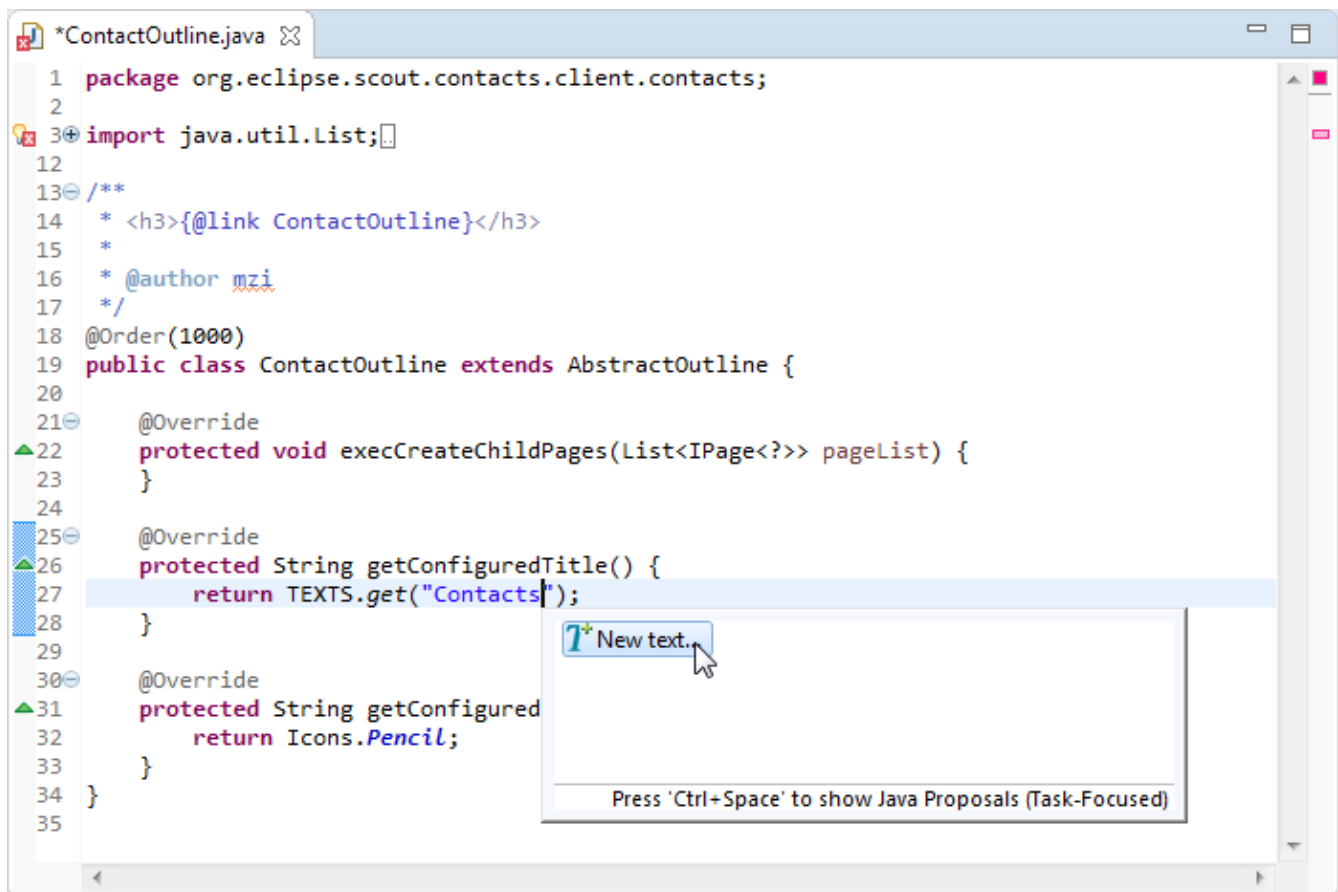 *ContactOutline.java
1 package org.eclipse.scout.contacts.client.contacts;
2
3 import java.util.List;
12
13 /**
14  * <h3>{@link ContactOutline}</h3>
15  *
16  * @author mzi
17  */
18 @Order(1000)
19 public class ContactOutline extends AbstractOutline {
20
21     @Override
22     protected void execCreateChildPages(List<IPage<?>> pageList) {
23     }
24
25     @Override
26     protected String getConfiguredTitle() {
27         return TEXTS.get("Contacts");
28     }
New text...
29
30     @Override
31     protected String getConfigured
32         return Icons.Pencil;
33     }
34 }
Press 'Ctrl+Space' to show Java Proposals (Task-Focused)
35